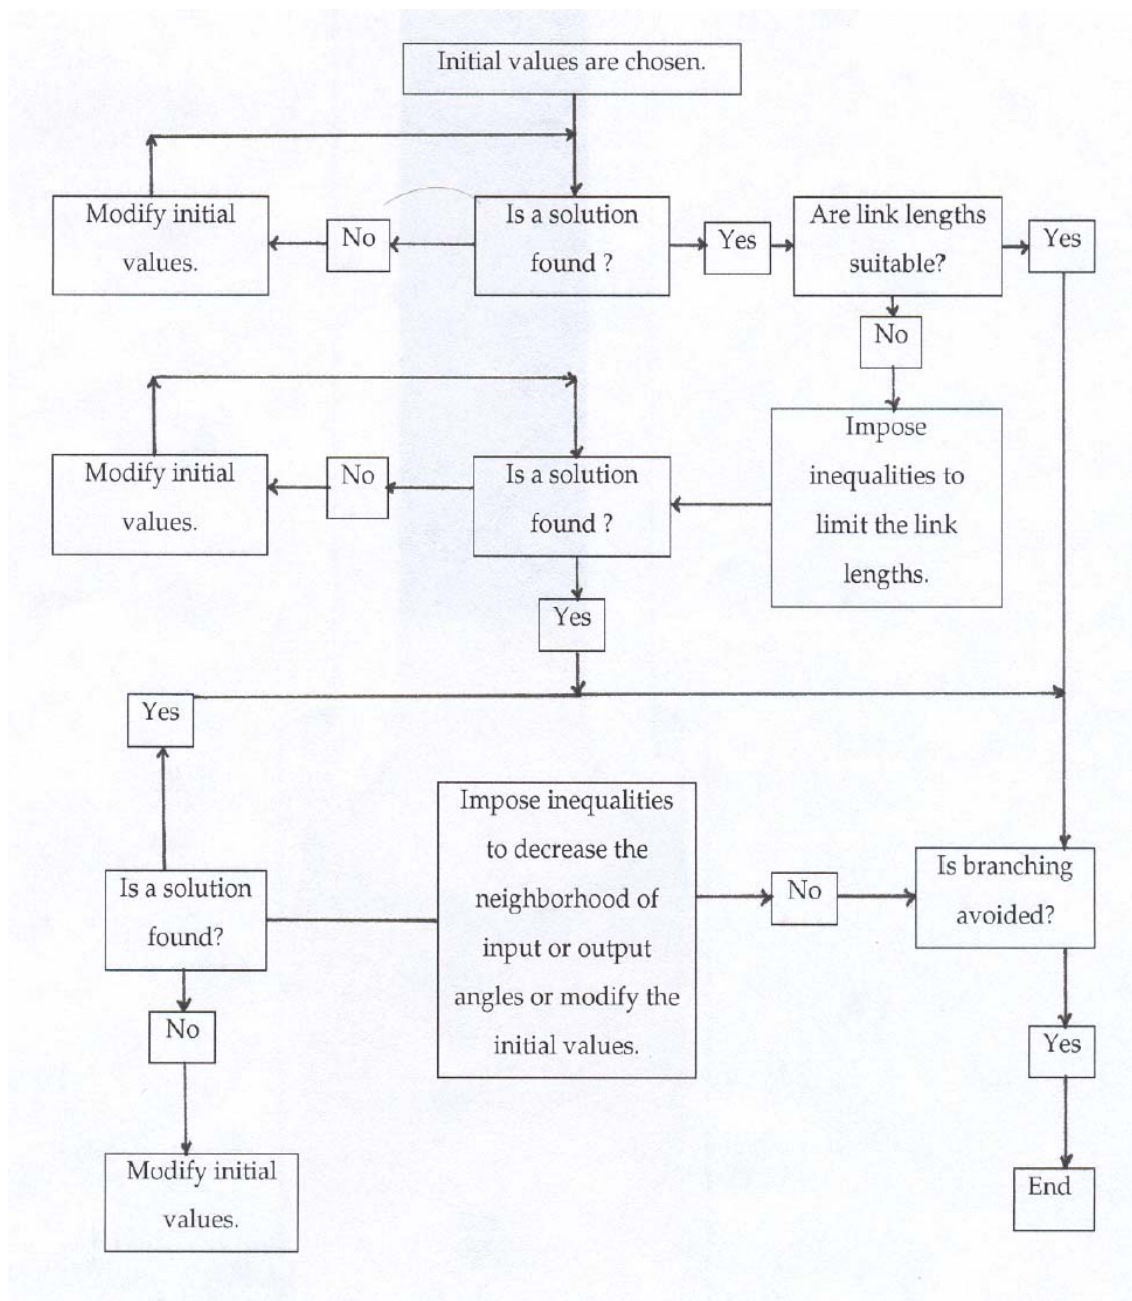 Initial values are chosen.
Modify initial
values.
No
Is a solution
found ?
Yes
Are link lengths
suitable?
Yes
No
Modify initial
values.
No
Is a solution
found ?
Impose
inequalities to
limit the link
lengths.
Yes
Yes
Is a solution
found?
Impose inequalities
to decrease the
neighborhood of
input or output
angles or modify the
initial values.
No
Is branching
avoided?
No
Yes
Modify initial
values.
End